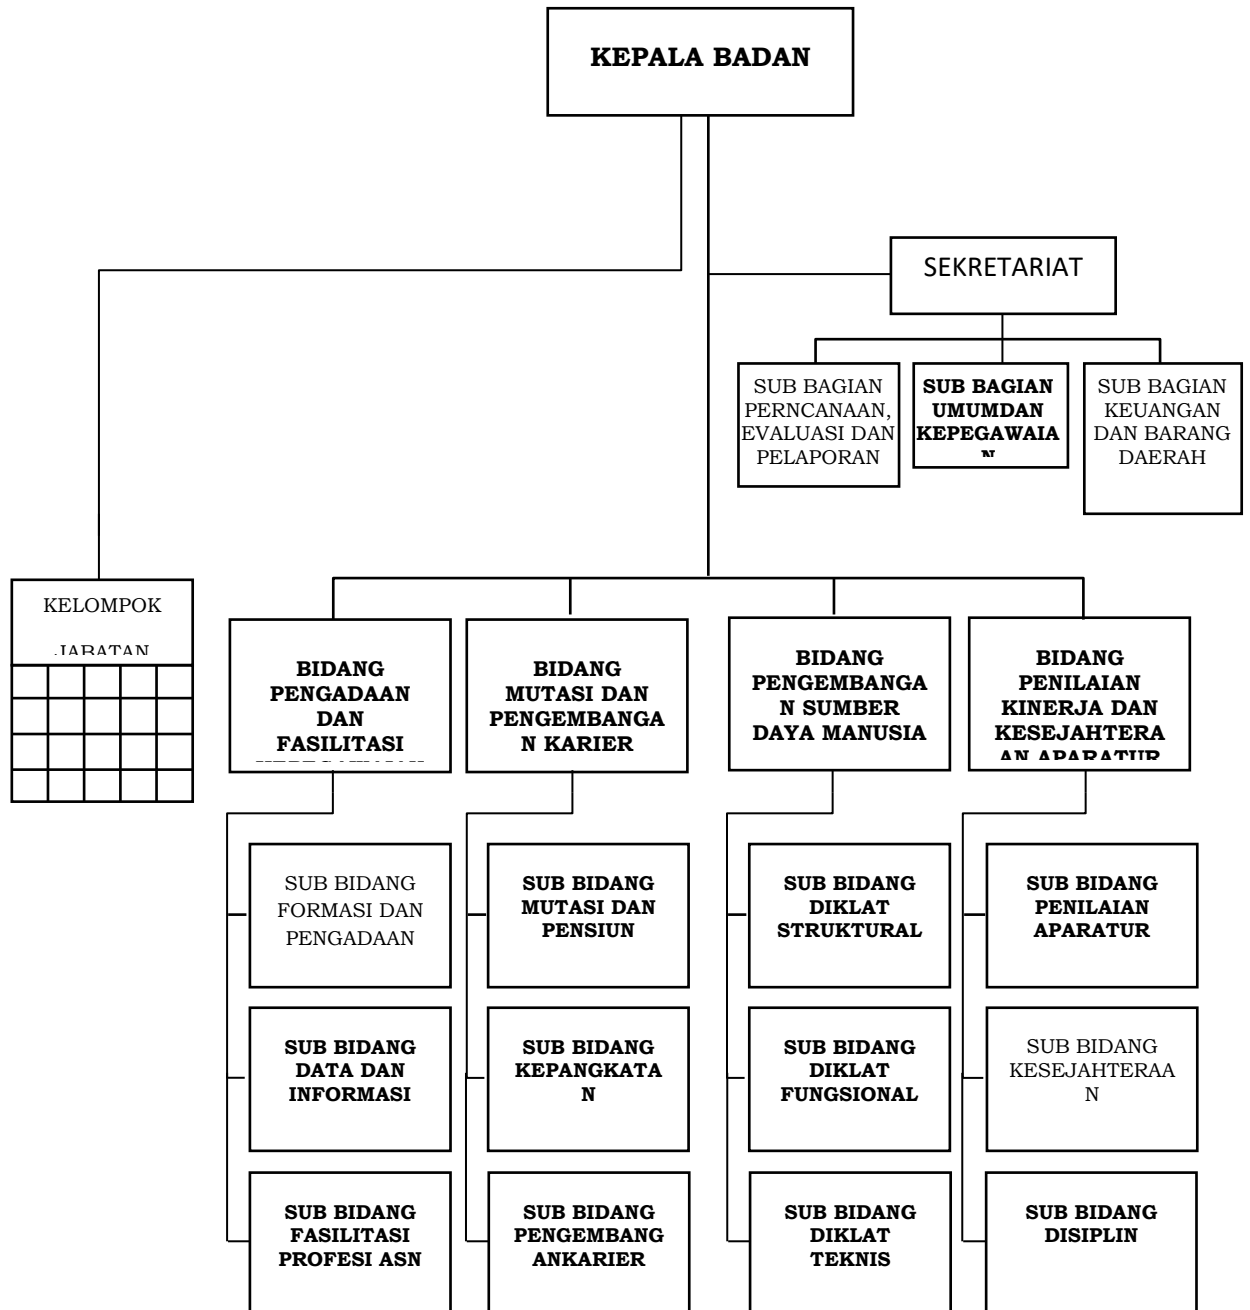 KEPALA BADAN
SEKRETARIAT
SUB BAGIAN
PERNCANAAN,
EVALUASI DAN
PELAPORAN
SUB BAGIAN
UMUMDAN
KEPEGAWAIA
N
SUB BAGIAN
KEUANGAN
DAN BARANG
DAERAH
KELOMPOK
JABATAN
BIDANG
PENGADAAN
DAN
FASILITASI
BIDANG
MUTASI DAN
PENGEMBANGA
N KARIER
BIDANG
PENGEMBANGA
N SUMBER
DAYA MANUSIA
BIDANG
PENILAIAN
KINERJA DAN
KESEJAHTERA
AN APARATUR
SUB BIDANG
FORMASI DAN
PENGADAAN
SUB BIDANG
MUTASI DAN
PENSIUN
SUB BIDANG
DIKLAT
STRUKTURAL
SUB BIDANG
PENILAIAN
APARATUR
SUB BIDANG
DATA DAN
INFORMASI
SUB BIDANG
KEPANGKATA
N
SUB BIDANG
DIKLAT
FUNGSIONAL
SUB BIDANG
KESEJAHTERAA
N
SUB BIDANG
FASILITASI
PROFESI ASN
SUB BIDANG
PENGEMBANG
ANKARIER
SUB BIDANG
DIKLAT
TEKNIS
SUB BIDANG
DISIPLIN